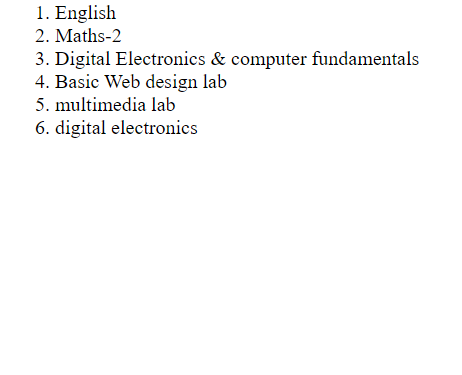 1. English
2. Maths-2
3. Digital Electronics & computer fundamentals
4. Basic Web design lab
5. multimedia lab
6. digital electronics